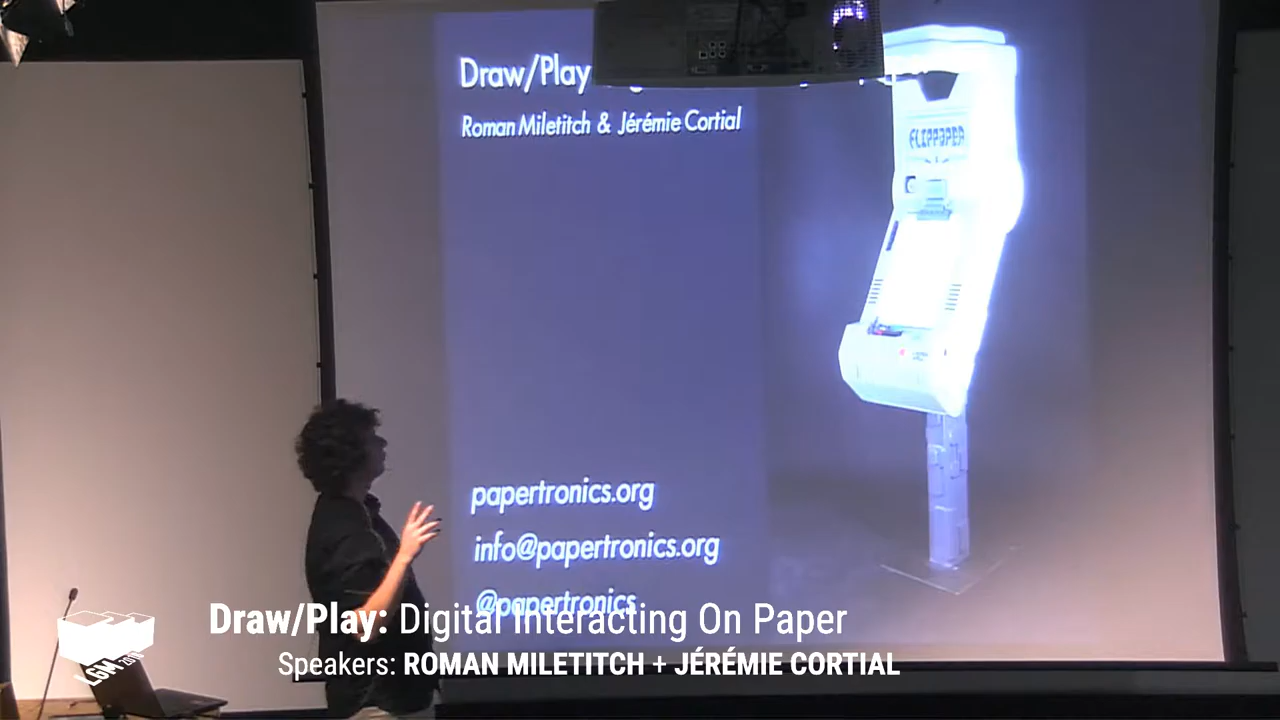 Draw/Play
Roman Miletitch & Jérémie Cortial
FLIPPAPER
papertronics.org
info@papertronics.org
@papertronics
Draw/Play: Digital Interacting On Paper
Speakers: ROMAN MILETITCH + JÉRÉMIE CORTIAL
LGM